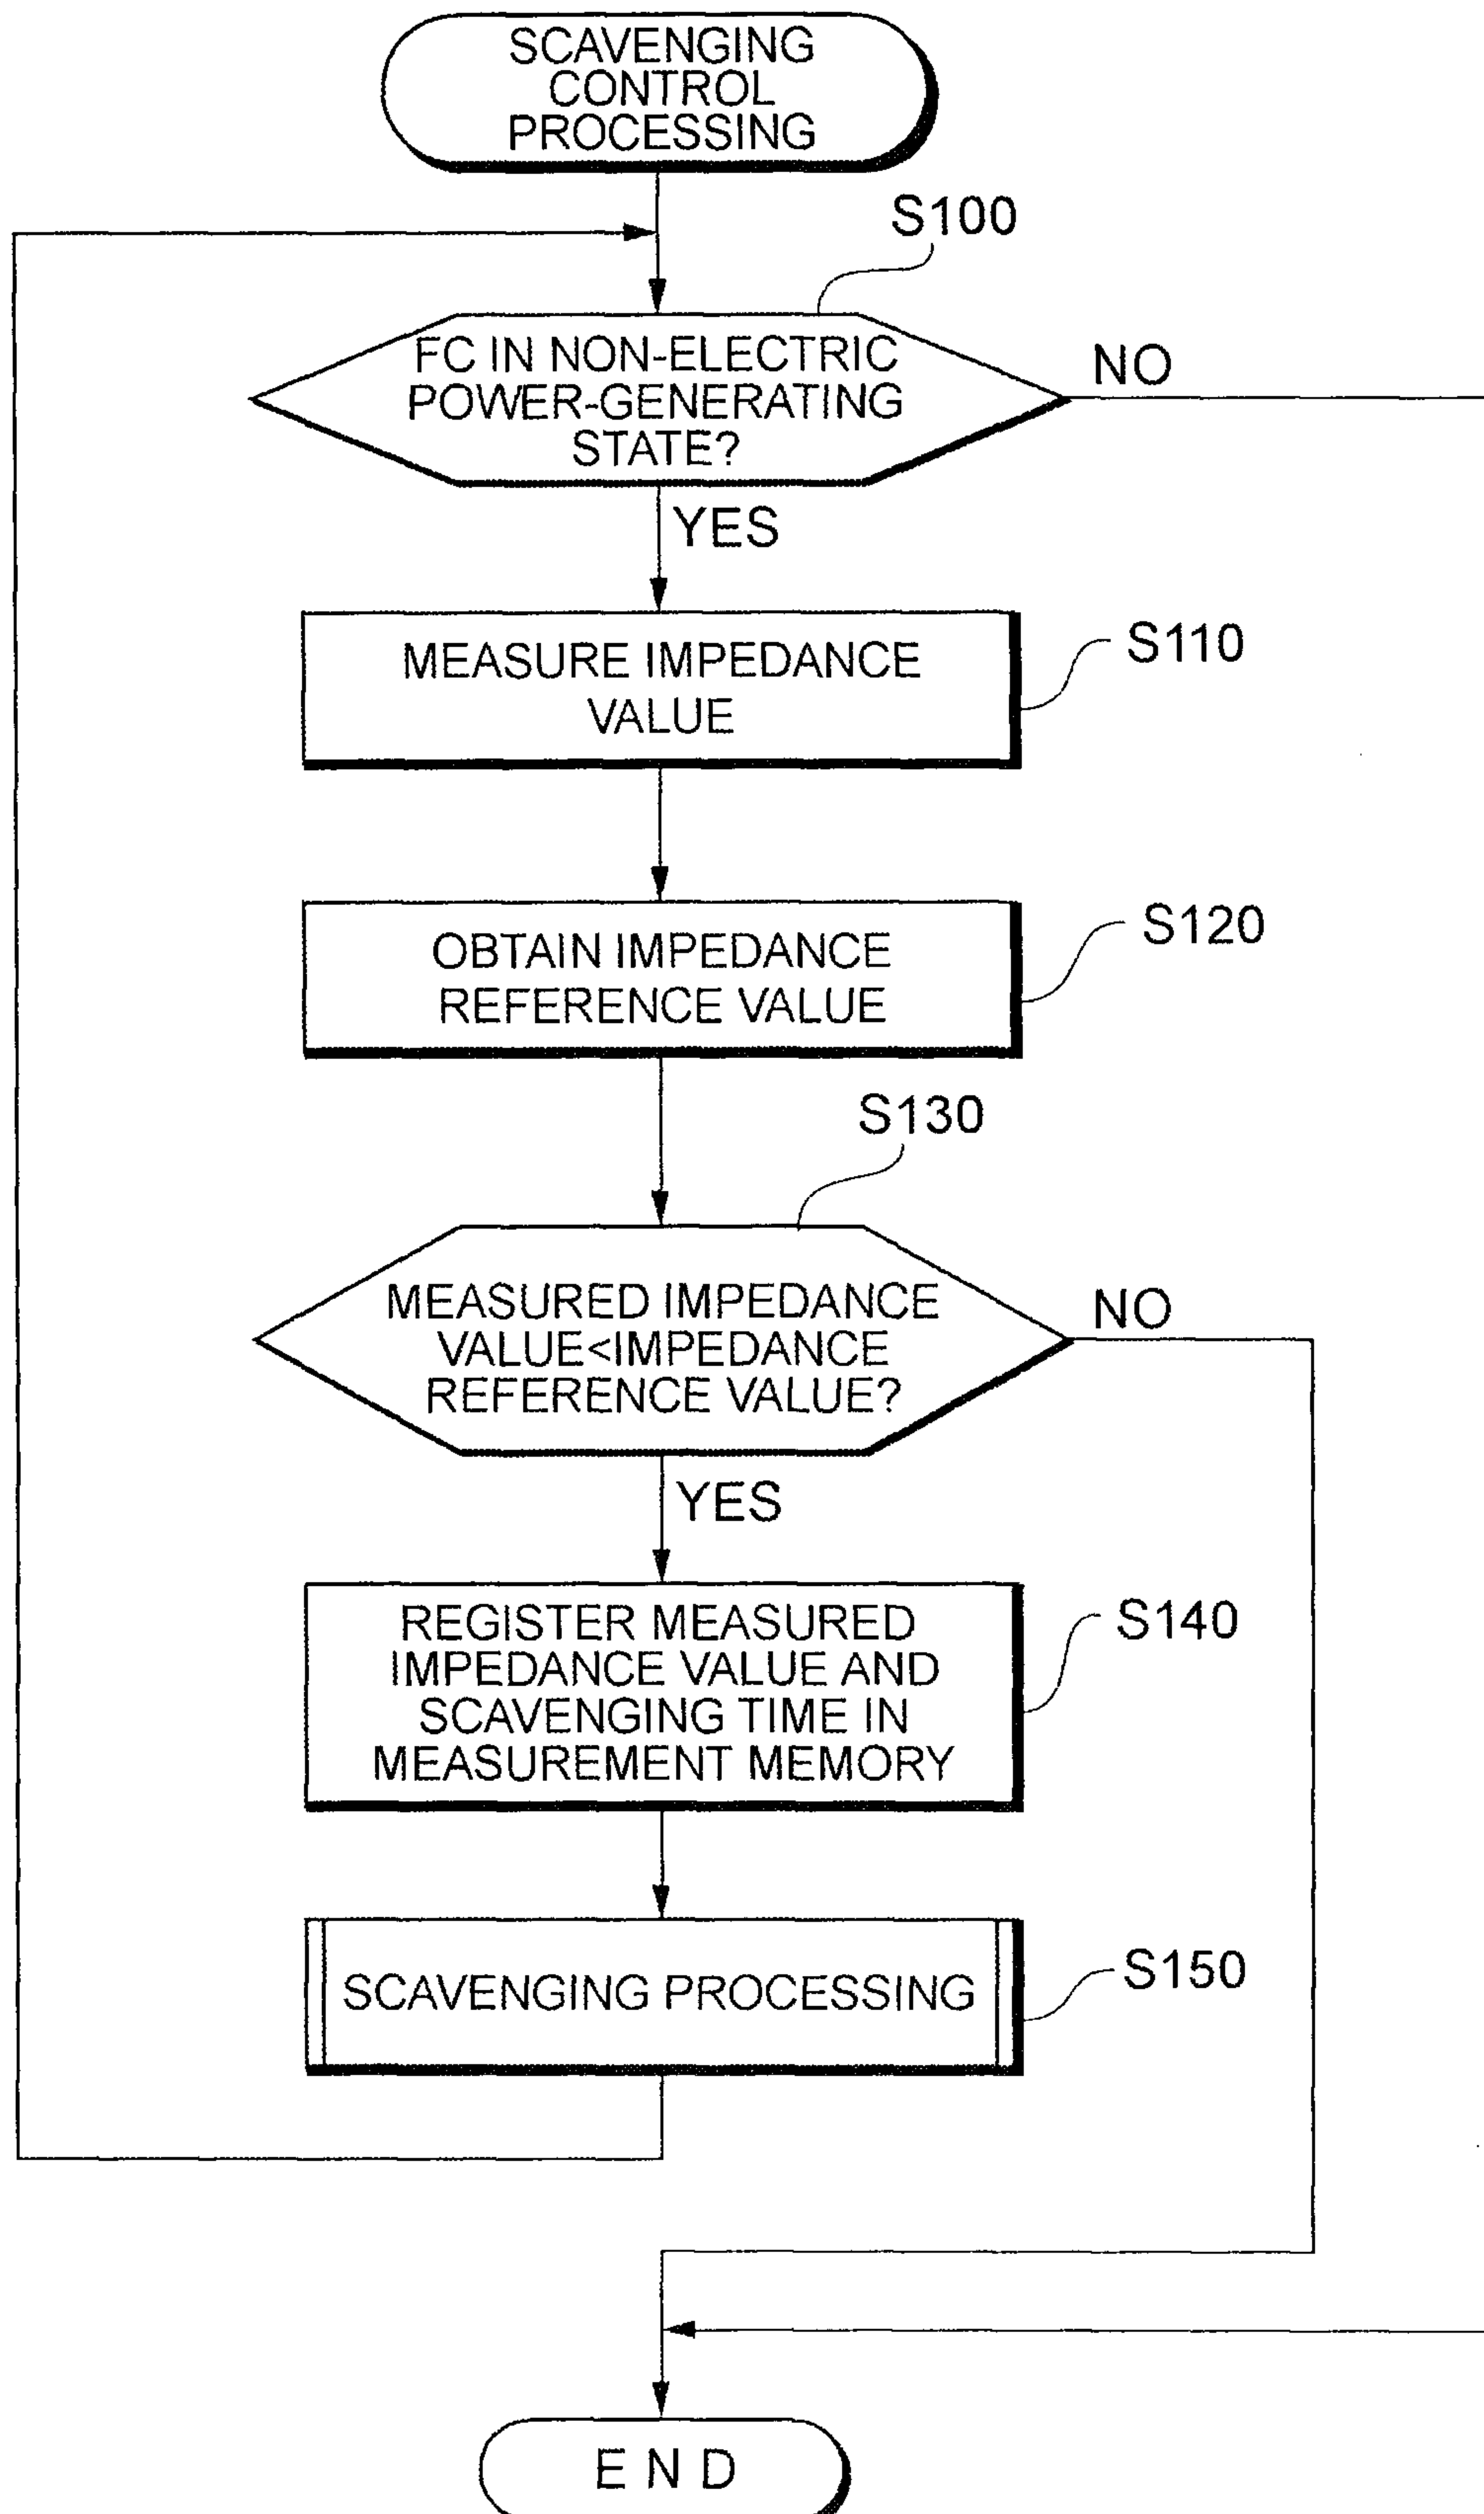 SCAVENGING
CONTROL
PROCESSING
S100
FC IN NON-ELECTRIC
POWER-GENERATING
STATE?
NO
YES
MEASURE IMPEDANCE
VALUE
S110
OBTAIN IMPEDANCE
REFERENCE VALUE
S120
S130
MEASURED IMPEDANCE
VALUE<IMPEDANCE
REFERENCE VALUE?
NO
YES
REGISTER MEASURED
IMPEDANCE VALUE AND
SCAVENGING TIME IN
MEASUREMENT MEMORY
S140
SCAVENGING PROCESSING
S150
END